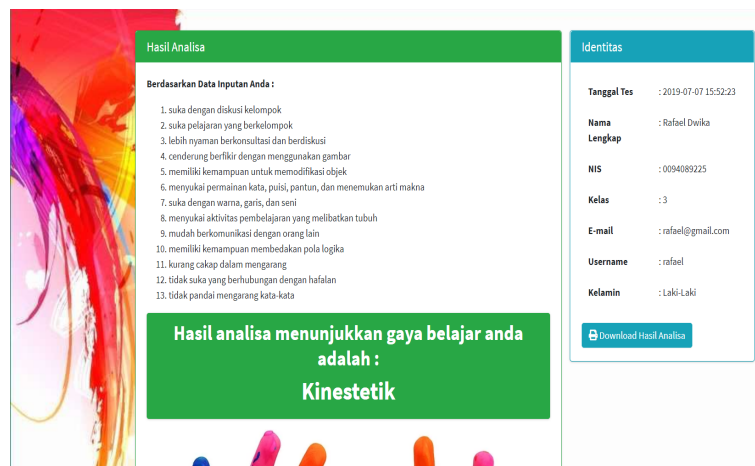 Hasil Analisa
Berdasarkan Data Inputan Anda :
1. suka dengan diskusi kelompok
2. suka pelajaran yang berkelompok
3. lebih nyaman berkonsultasi dan berdiskusi
4. cenderung berfikir dengan menggunakan gambar
5. memiliki kemampuan untuk memodifikasi objek
6. menyukai permainan kata, puisi, pantun, dan menemukan arti makna
7. suka dengan warna, garis, dan seni
8. menyukai aktivitas pembelajaran yang melibatkan tubuh
9. mudah berkomunikasi dengan orang lain
10. memiliki kemampuan membedakan pola logika
11. kurang cakap dalam mengarang
12. tidak suka yang berhubungan dengan hafalan
13. tidak pandai mengarang kata-kata
Hasil analisa menunjukkan gaya belajar anda
adalah :
Kinestetik
Identitas
Tanggal Tes : 2019-07-07 15:52:23
Nama : Rafael Dwika
Lengkap
NIS : 0094089225
Kelas : 3
E-mail : rafael@gmail.com
Username : rafael
Kelamin : Laki-Laki
Download Hasil Analisa